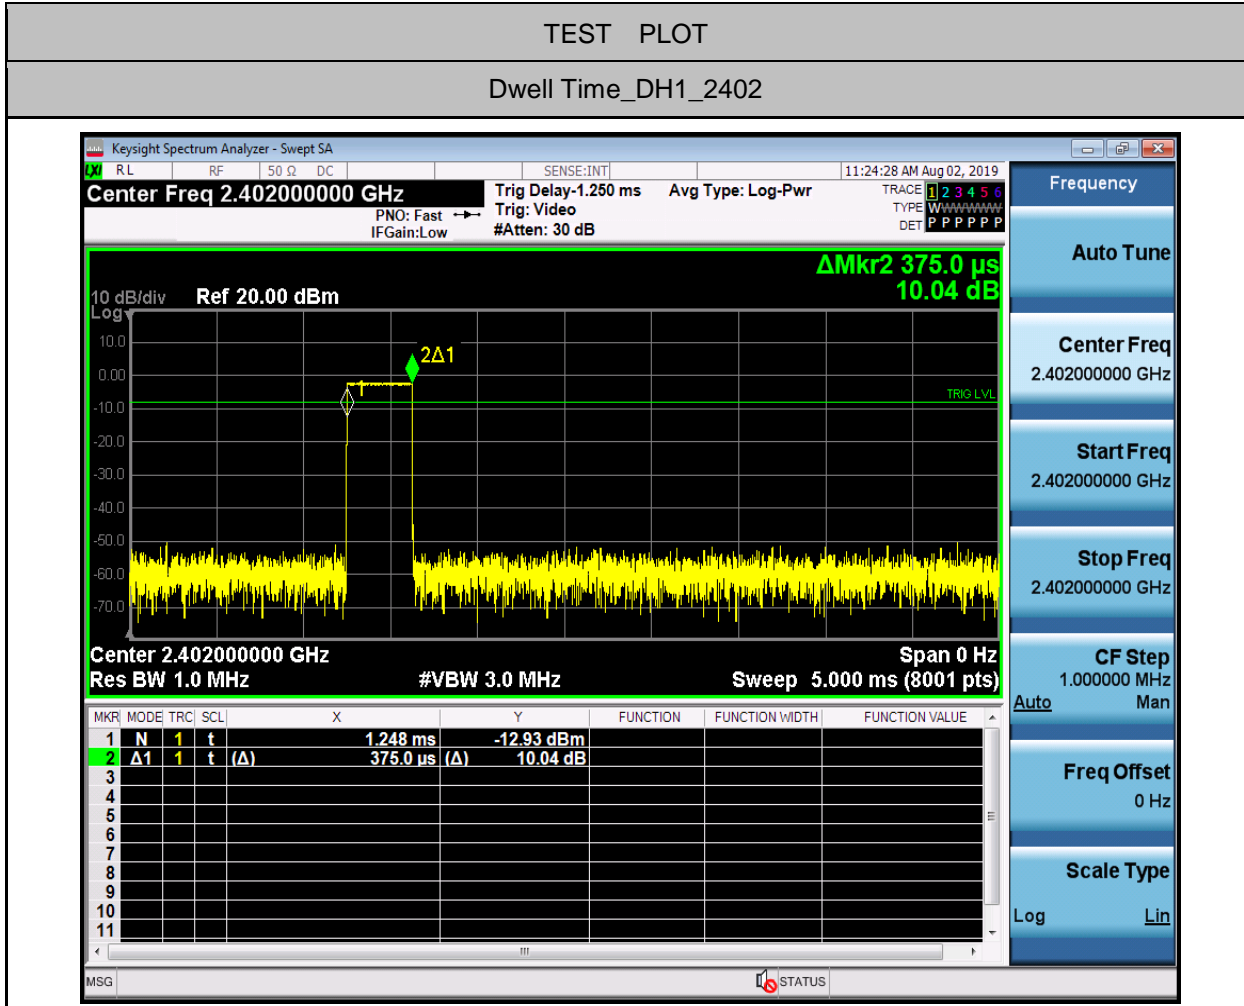 TEST PLOT
Dwell Time_DH1_2402
Keysight Spectrum Analyzer - Swept SA
LXI RL RF 50 Ω DC SENSE:INT 11:24:28 AM Aug 02, 2019
Center Freq 2.402000000 GHz
PNO: Fast
IFGain:Low
Trig Delay-1.250 ms
Trig: Video
#Atten: 30 dB
Avg Type: Log-Pwr
TRACE 1 2 3 4 5 6
TYPE WWWWWW
DET P P P P P P
ΔMkr2 375.0 µs
10.04 dB
10 dB/div Ref 20.00 dBm
Log
10.0
0.00
-10.0
-20.0
-30.0
-40.0
-50.0
-60.0
-70.0
2Δ1
1
TRIG LVL
Center 2.402000000 GHz Span 0 Hz
Res BW 1.0 MHz #VBW 3.0 MHz Sweep 5.000 ms (8001 pts)
MKR MODE TRC SCL X Y FUNCTION FUNCTION WIDTH FUNCTION VALUE
1 N 1 t 1.248 ms -12.93 dBm
2 Δ1 1 t (Δ) 375.0 µs (Δ) 10.04 dB
3
4
5
6
7
8
9
10
11
MSG STATUS
Frequency
Auto Tune
Center Freq
2.402000000 GHz
Start Freq
2.402000000 GHz
Stop Freq
2.402000000 GHz
CF Step
1.000000 MHz
Auto Man
Freq Offset
0 Hz
Scale Type
Log Lin